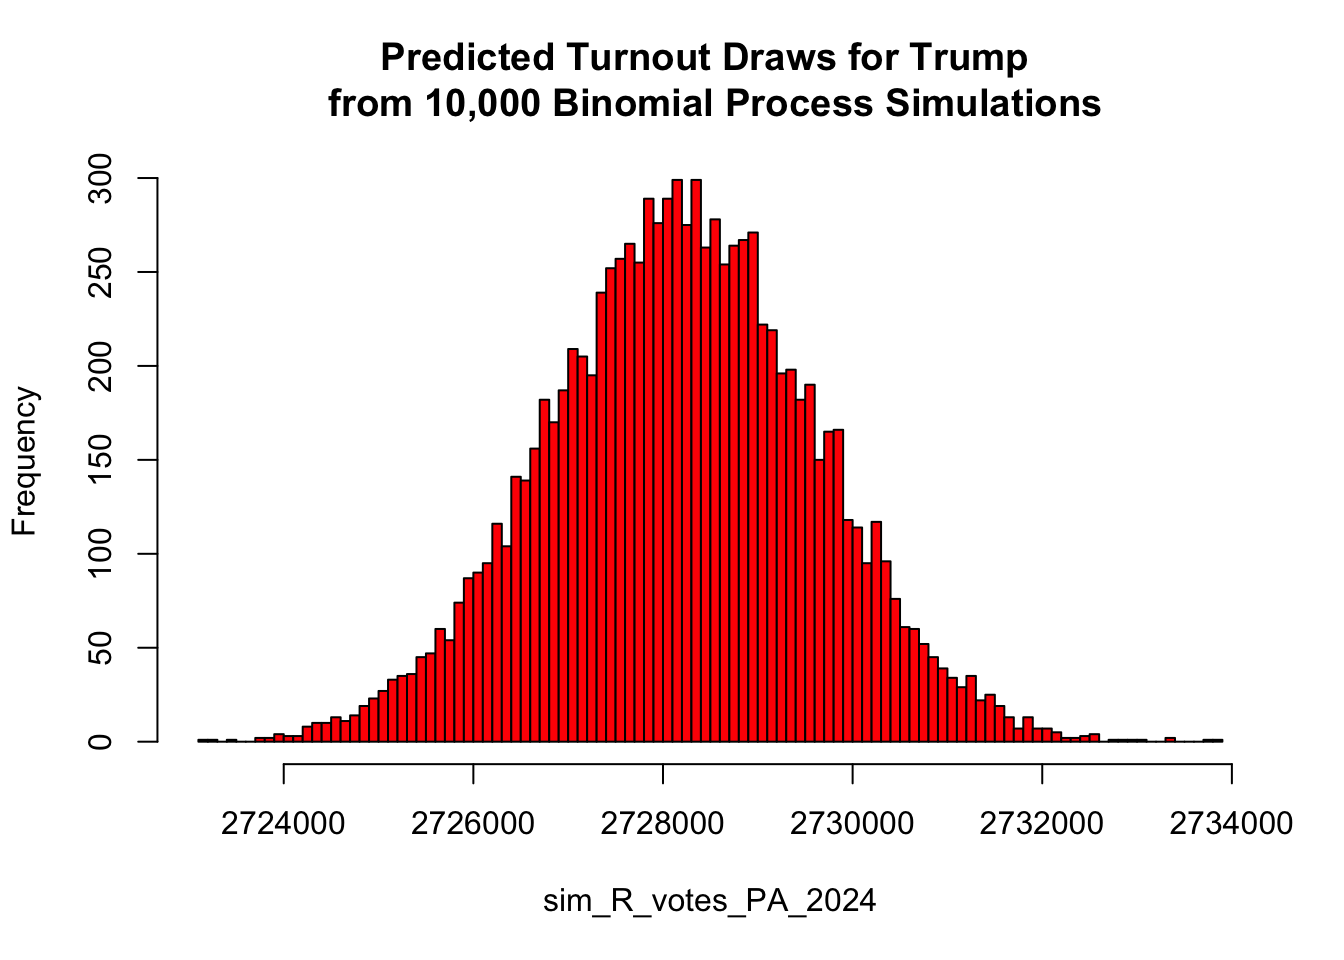 Predicted Turnout Draws for Trump
from 10,000 Binomial Process Simulations
Frequency
300
250
200
150
100
50
0
2724000 2726000 2728000 2730000 2732000 2734000
sim_R_votes_PA_2024